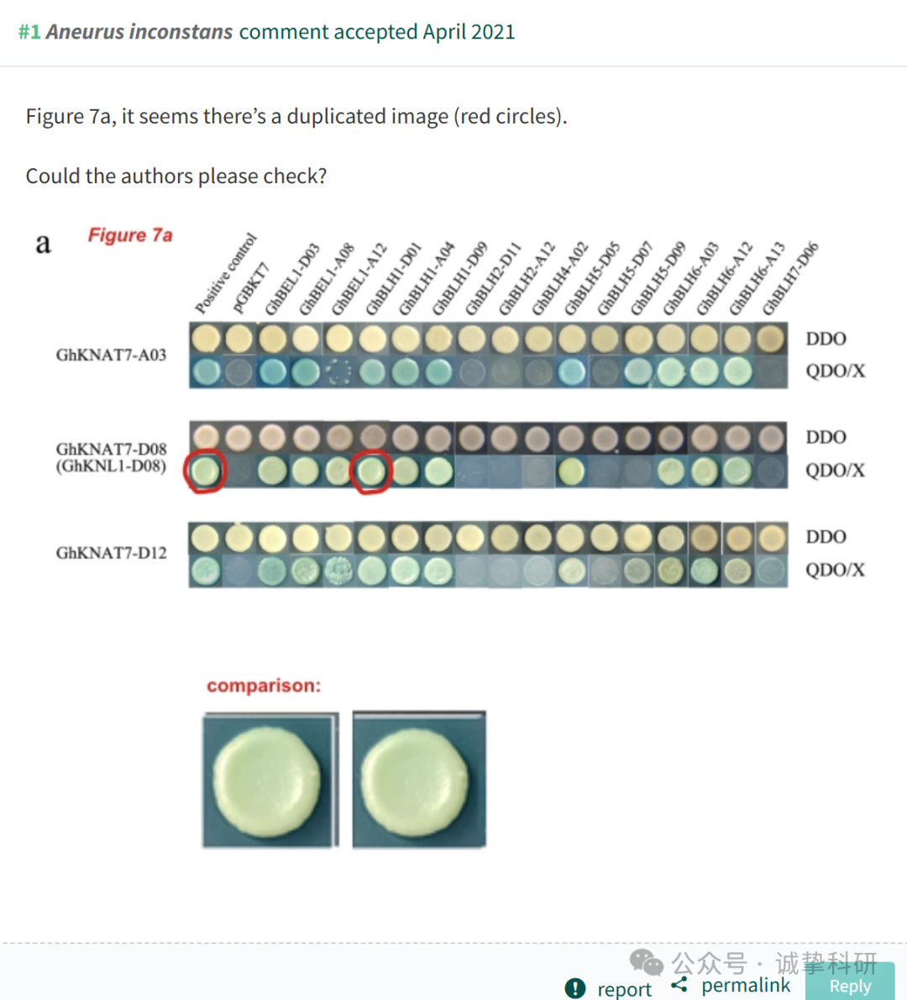 #1 Aneurus inconstans comment accepted April 2021
Figure 7a, it seems there's a duplicated image (red circles).
Could the authors please check?
a
Figure 7a
Positive control
pGBKT7
GhBEL1-D03
GhBEL1-A08
GhBEL1-A12
GhBLH1-D01
GhBLH1-A04
GhBLH1-D09
GhBLH2-D11
GhBLH2-A12
GhBLH4-A02
GhBLH5-D05
GhBLH5-D07
GhBLH5-D09
GhBLH6-A03
GhBLH6-A12
GhBLH6-A13
GhBLH7-D06
GhKNAT7-A03
DDO
QDO/X
GhKNAT7-D08
(GhKNL1-D08)
DDO
QDO/X
GhKNAT7-D12
DDO
QDO/X
comparison:
公众号 · 诚挚科研
report
permalink
Reply